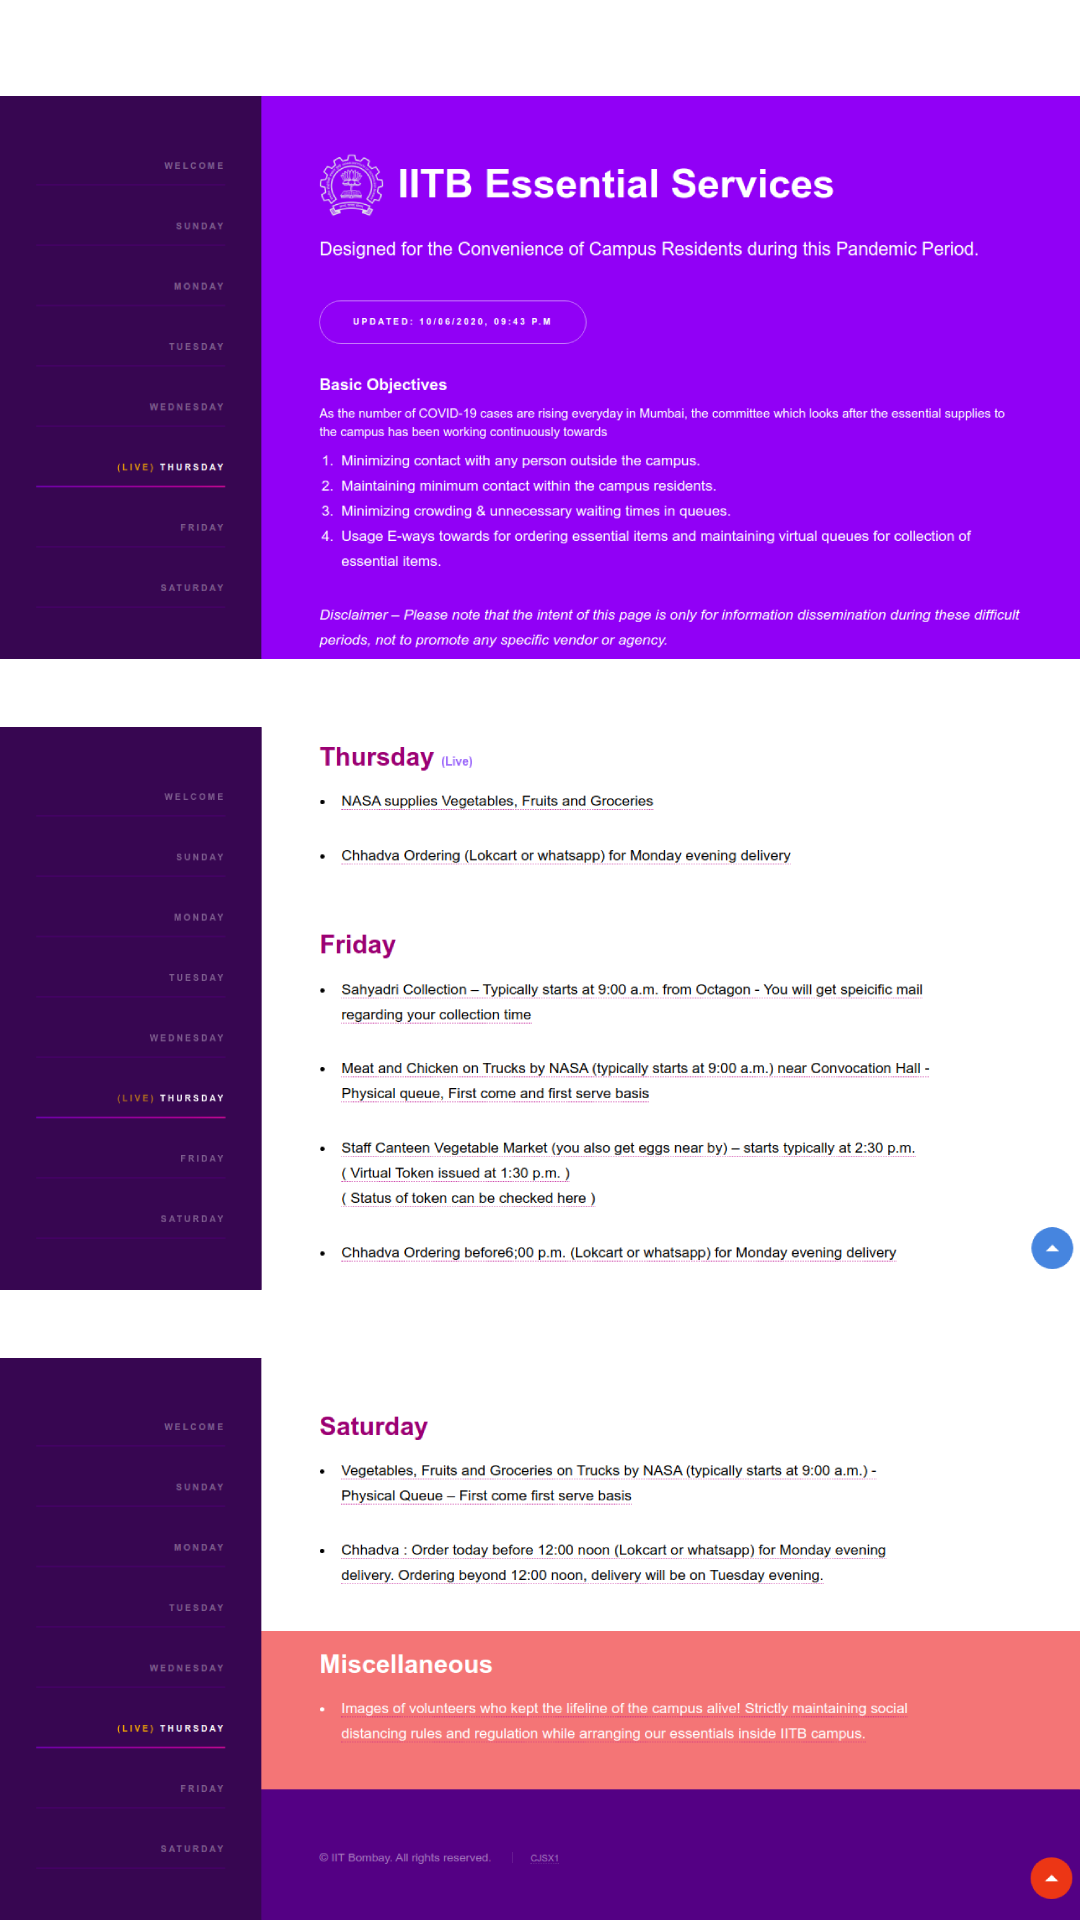 WELCOME
SUNDAY
MONDAY
TUESDAY
WEDNESDAY
(LIVE) THURSDAY
FRIDAY
SATURDAY
IITB Essential Services
Designed for the Convenience of Campus Residents during this Pandemic Period.
UPDATED: 10/06/2020, 09:43 P.M
Basic Objectives
As the number of COVID-19 cases are rising everyday in Mumbai, the committee which looks after the essential supplies to
the campus has been working continuously towards
1. Minimizing contact with any person outside the campus.
2. Maintaining minimum contact within the campus residents.
3. Minimizing crowding & unnecessary waiting times in queues.
4. Usage E-ways towards for ordering essential items and maintaining virtual queues for collection of
essential items.
Disclaimer – Please note that the intent of this page is only for information dissemination during these difficult
periods, not to promote any specific vendor or agency.
WELCOME
SUNDAY
MONDAY
TUESDAY
WEDNESDAY
(LIVE) THURSDAY
FRIDAY
SATURDAY
Thursday (Live)
• NASA supplies Vegetables, Fruits and Groceries
• Chhadva Ordering (Lokcart or whatsapp) for Monday evening delivery
Friday
• Sahyadri Collection – Typically starts at 9:00 a.m. from Octagon - You will get speicific mail
regarding your collection time
• Meat and Chicken on Trucks by NASA (typically starts at 9:00 a.m.) near Convocation Hall -
Physical queue, First come and first serve basis
• Staff Canteen Vegetable Market (you also get eggs near by) – starts typically at 2:30 p.m.
( Virtual Token issued at 1:30 p.m. )
( Status of token can be checked here )
• Chhadva Ordering before6;00 p.m. (Lokcart or whatsapp) for Monday evening delivery
WELCOME
SUNDAY
MONDAY
TUESDAY
WEDNESDAY
(LIVE) THURSDAY
FRIDAY
SATURDAY
Saturday
• Vegetables, Fruits and Groceries on Trucks by NASA (typically starts at 9:00 a.m.) -
Physical Queue – First come first serve basis
• Chhadva : Order today before 12:00 noon (Lokcart or whatsapp) for Monday evening
delivery. Ordering beyond 12:00 noon, delivery will be on Tuesday evening.
Miscellaneous
• Images of volunteers who kept the lifeline of the campus alive! Strictly maintaining social
distancing rules and regulation while arranging our essentials inside IITB campus.
© IIT Bombay. All rights reserved. CJSX1